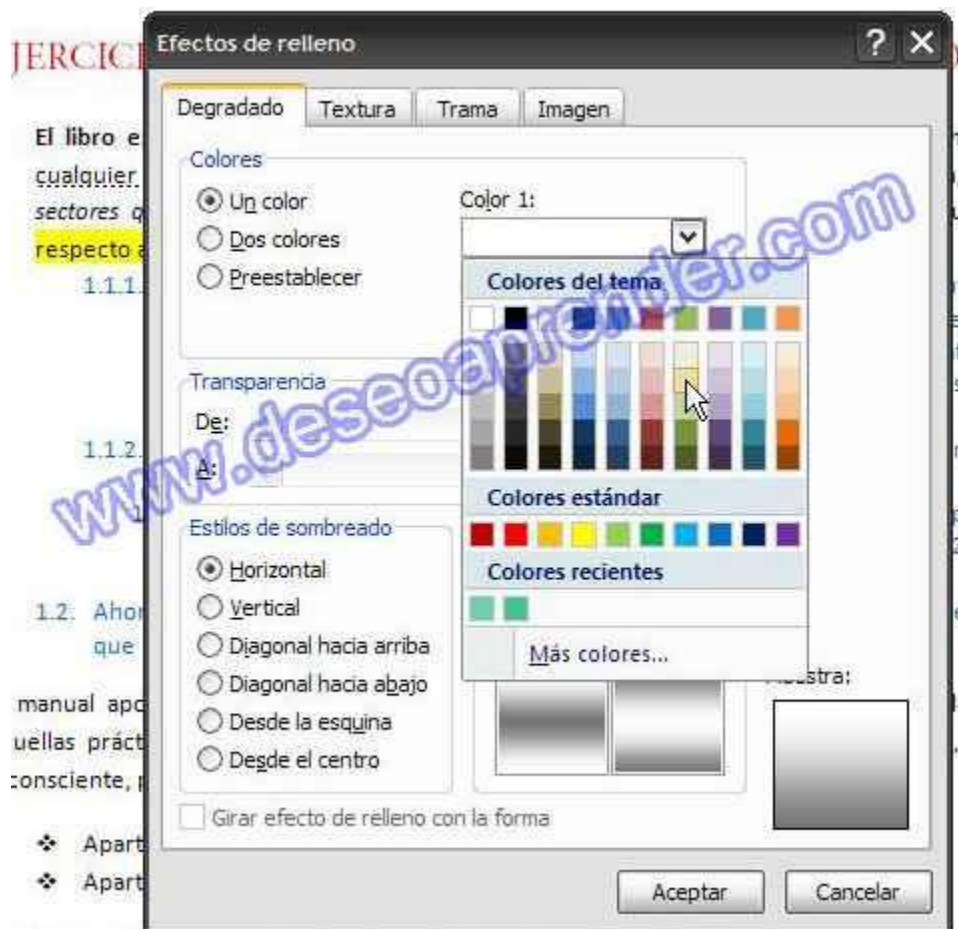 JERCICI
Efectos de relleno
Degradado Textura Trama Imagen
El libro e
cualquier
sectores q
respecto a
1.1.1.
1.1.2.
1.2. Ahor
que
manual apo
uellas práct
consciente, p
Apart
Apart
Colores
Un color
Dos colores
Preestablecer
Color 1:
Colores del tema
Colores estándar
Colores recientes
Más colores...
Transparencia
De:
A:
Estilos de sombreado
Horizontal
Vertical
Diagonal hacia arriba
Diagonal hacia abajo
Desde la esquina
Desde el centro
Girar efecto de relleno con la forma
Aceptar Cancelar
www.deseoaprender.com